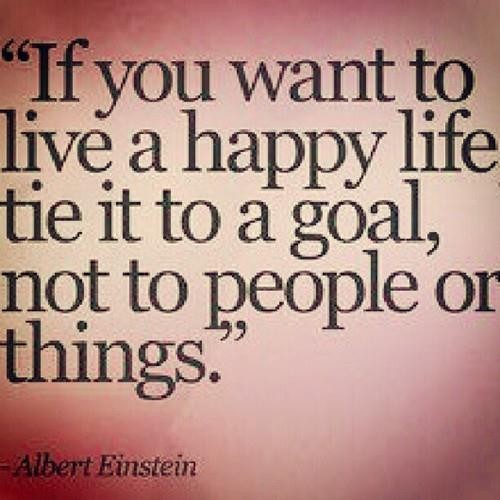 “If you want to
live a happy life
tie it to a goal,
not to people or
things.”
- Albert Einstein